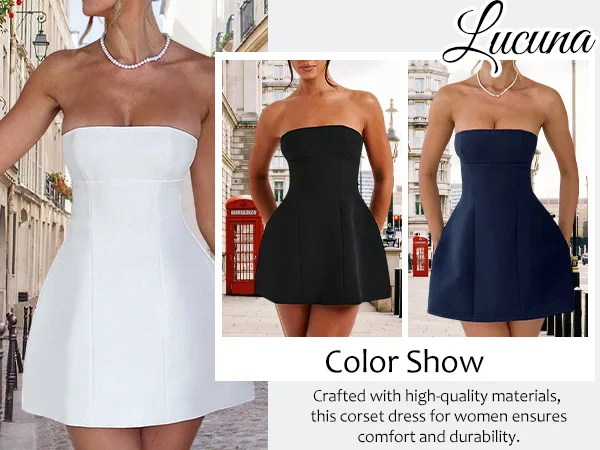 Lucuna
Color Show
Crafted with high-quality materials,
this corset dress for women ensures
comfort and durability.